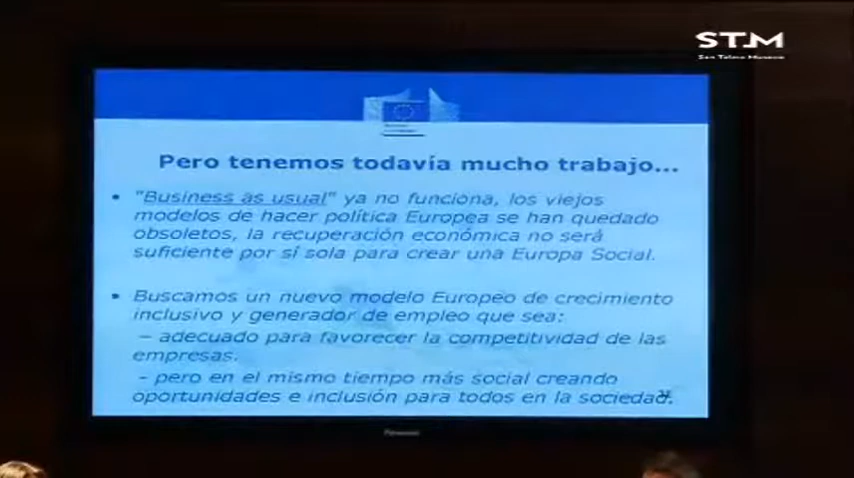 STM
San Telmo Museoa
Pero tenemos todavía mucho trabajo...
• "Business as usual" ya no funciona, los viejos
modelos de hacer política Europea se han quedado
obsoletos, la recuperación económica no será
suficiente por sí sola para crear una Europa Social.
• Buscamos un nuevo modelo Europeo de crecimiento
inclusivo y generador de empleo que sea:
– adecuado para favorecer la competitividad de las
empresas.
- pero en el mismo tiempo más social creando
oportunidades e inclusión para todos en la sociedad.
Panasonic